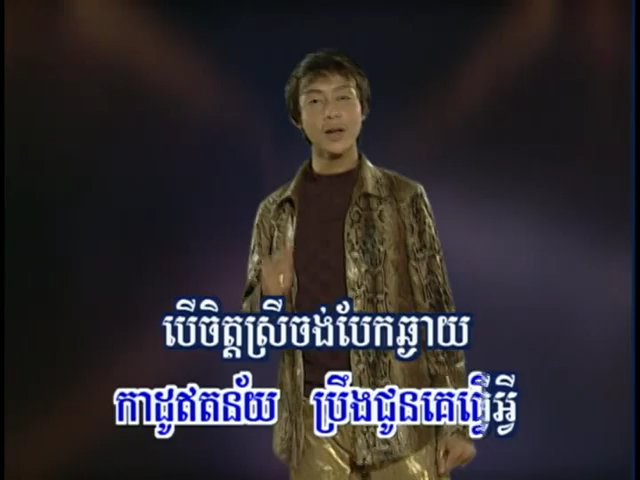 បើចិត្តស្រីចង់បែកឆ្ងាយ
កាដូឥតន័យ ប្រឹងជូនគេធ្វើអ្វី